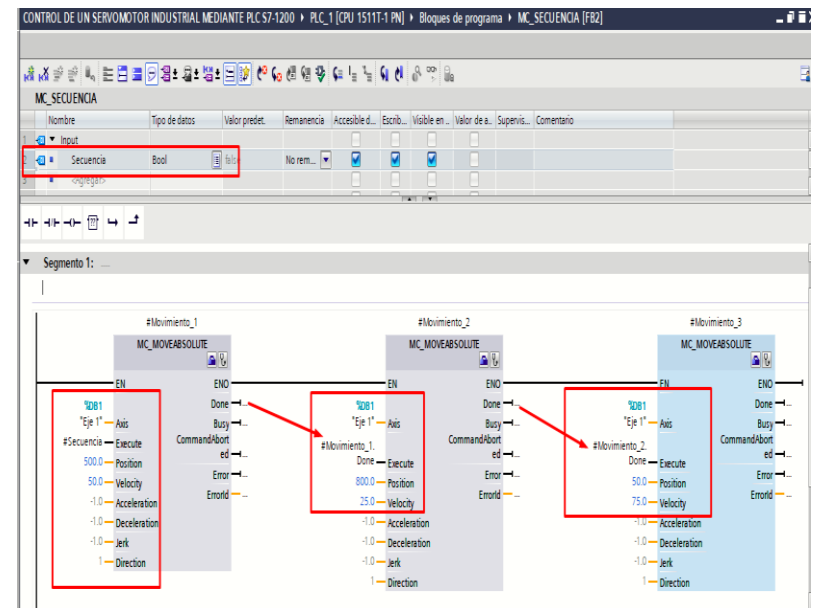 CONTROL DE UN SERVOMOTOR INDUSTRIAL MEDIANTE PLC S7-1200 ▸ PLC_1 [CPU 1511T-1 PN] ▸ Bloques de programa ▸ MC_SECUENCIA [FB2]
MC_SECUENCIA
Nombre Tipo de datos Valor predet. Remanencia Accesible d... Escrib... Visible en .. Valor de a.. Supervis... Comentario
1 Input
2 Secuencia Bool false No rem...
3 <Agregar>
Segmento 1: ...
#Movimiento_1 #Movimiento_2 #Movimiento_3
MC_MOVEABSOLUTE MC_MOVEABSOLUTE MC_MOVEABSOLUTE
EN ENO EN ENO EN ENO
%DB1 Done ... %DB1 Done ... %DB1 Done ...
"Eje 1" Axis Busy ... "Eje 1" Axis Busy ... "Eje 1" Axis Busy ...
#Secuencia Execute CommandAbort #Movimiento_1. CommandAbort #Movimiento_2. CommandAbort
ed ... Done Execute ed ... Done Execute ed ...
500.0 Position Error ... 800.0 Position Error ... 50.0 Position Error ...
50.0 Velocity ErrorId ... 25.0 Velocity ErrorId ... 75.0 Velocity ErrorId ...
-1.0 Acceleration -1.0 Acceleration -1.0 Acceleration
-1.0 Deceleration -1.0 Deceleration -1.0 Deceleration
-1.0 Jerk -1.0 Jerk -1.0 Jerk
1 Direction 1 Direction 1 Direction